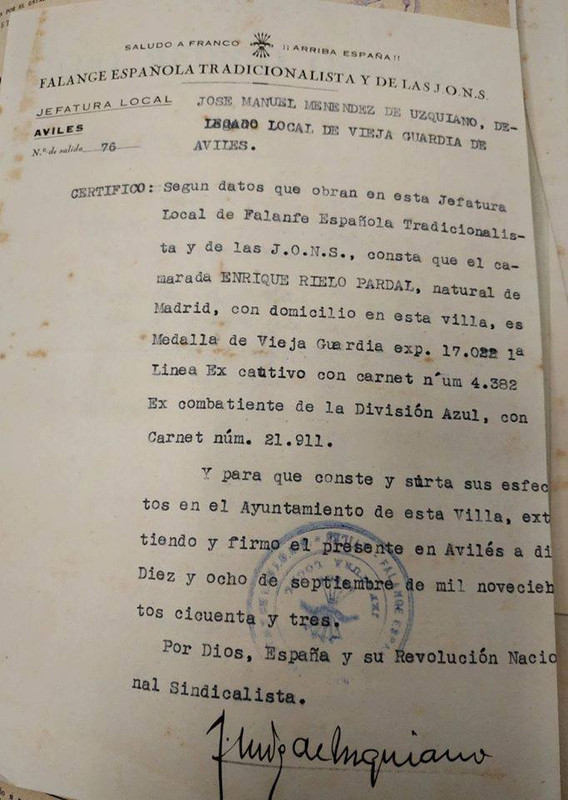 SALUDO A FRANCO ¡¡ ARRIBA ESPAÑA !!
FALANGE ESPAÑOLA TRADICIONALISTA Y DE LAS J.O.N.S.
JEFATURA LOCAL
AVILES
N.º de salida 76
JOSE MANUEL MENENDEZ DE UZQUIANO, DE-
LEGADO LOCAL DE VIEJA GUARDIA DE
AVILES.
CERTIFICO: Segun datos que obran en esta Jefatura
Local de Falanfe Española Tradicionalis-
ta y de las J.O.N.S., consta que el ca-
marada ENRIQUE RIELO PARDAL, natural de
Madrid, con domicilio en esta villa, es
Medalla de Vieja Guardia exp. 17.022 1ª
Linea Ex cautivo con carnet n´um 4.382
Ex combatiente de la División Azul, con
Carnet núm. 21.911.
Y para que conste y surta sus esfec
tos en el Ayuntamiento de esta Villa, ext
tiendo y firmo el presente en Avilés a di
Diez y ocho de septiembre de mil novecieh
tos cicuenta y tres.
Por Dios, España y su Revolución Nacio
nal Sindicalista.